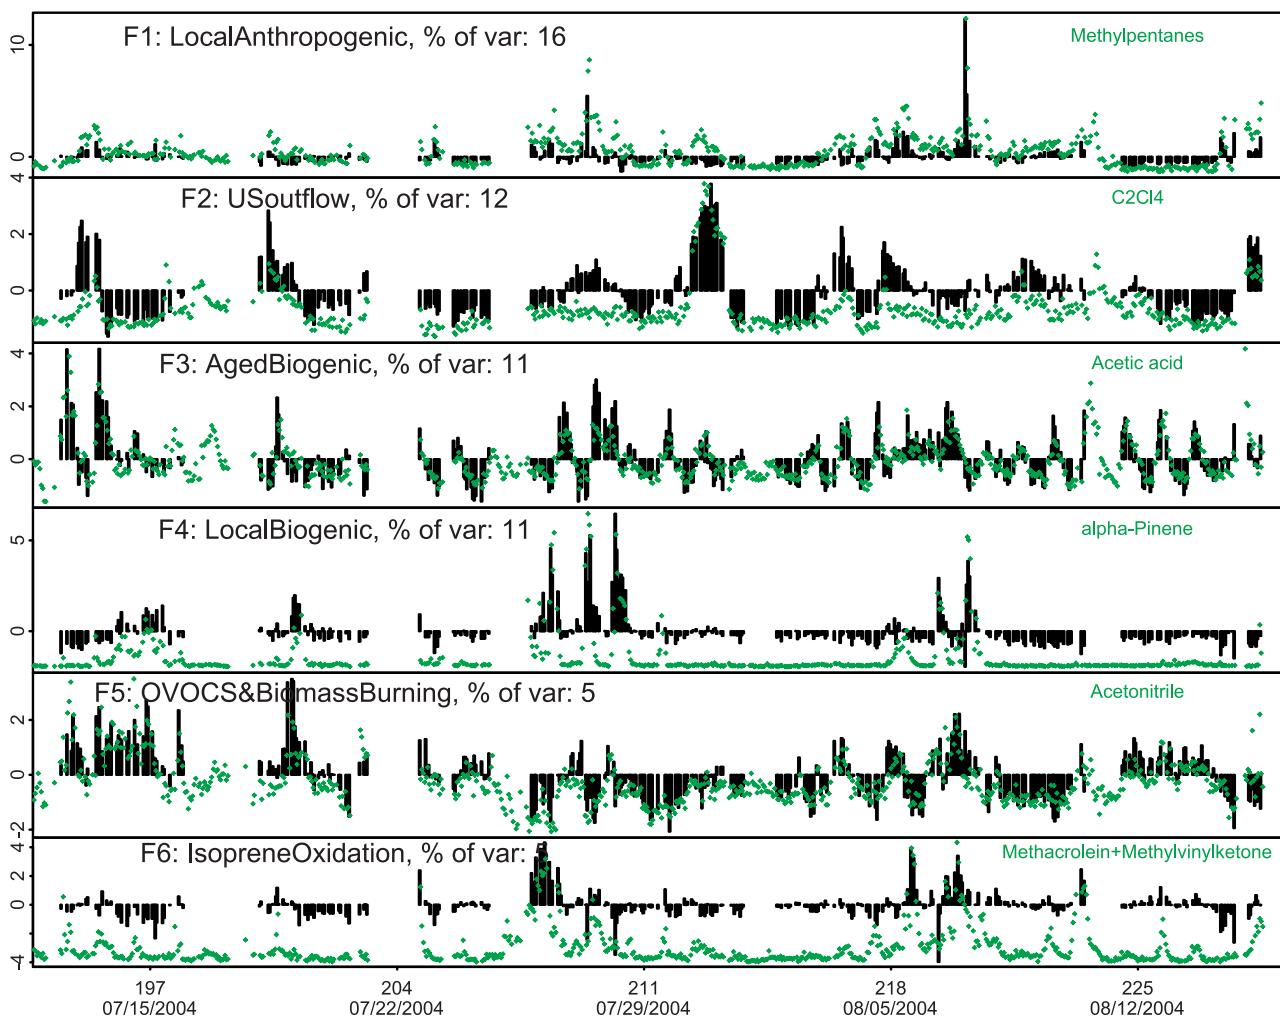 F1: LocalAnthropogenic, % of var: 16
Methylpentanes
10
0
F2: USoutflow, % of var: 12
C2Cl4
4
2
0
F3: AgedBiogenic, % of var: 11
Acetic acid
4
2
0
F4: LocalBiogenic, % of var: 11
alpha-Pinene
5
0
F5: OVOCS&BiomassBurning, % of var: 5
Acetonitrile
2
0
-2
F6: IsopreneOxidation, % of var: 5
Methacrolein+Methylvinylketone
4
2
0
-4
197 204 211 218 225
07/15/2004 07/22/2004 07/29/2004 08/05/2004 08/12/2004